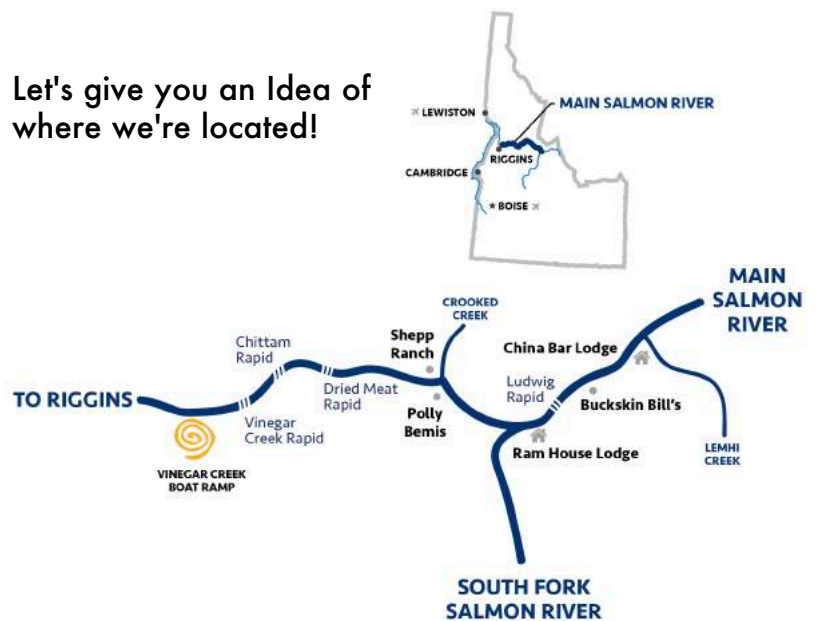 Let's give you an Idea of
where we're located!
LEWISTON
MAIN SALMON RIVER
RIGGINS
CAMBRIDGE
BOISE
MAIN
SALMON
RIVER
CROOKED
CREEK
Shepp
Ranch
Chittam
Rapid
China Bar Lodge
Ludwig
Rapid
Dried Meat
Rapid
TO RIGGINS
Buckskin Bill's
Polly
Bemis
Vinegar
Creek Rapid
LEMHI
CREEK
Ram House Lodge
VINEGAR CREEK
BOAT RAMP
SOUTH FORK
SALMON RIVER